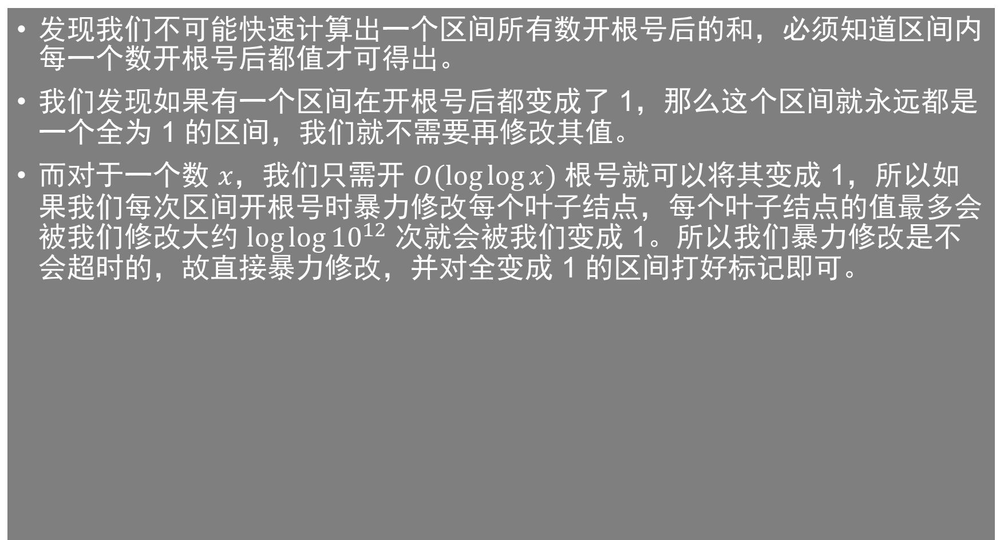 • 发现我们不可能快速计算出一个区间所有数开根号后的和，必须知道区间内
每一个数开根号后都值才可得出。
• 我们发现如果有一个区间在开根号后都变成了 1，那么这个区间就永远都是
一个全为 1 的区间，我们就不需要再修改其值。
• 而对于一个数 x，我们只需开 O(log log x) 根号就可以将其变成 1，所以如
果我们每次区间开根号时暴力修改每个叶子结点，每个叶子结点的值最多会
被我们修改大约 log log 10¹² 次就会被我们变成 1。所以我们暴力修改是不
会超时的，故直接暴力修改，并对全变成 1 的区间打好标记即可。